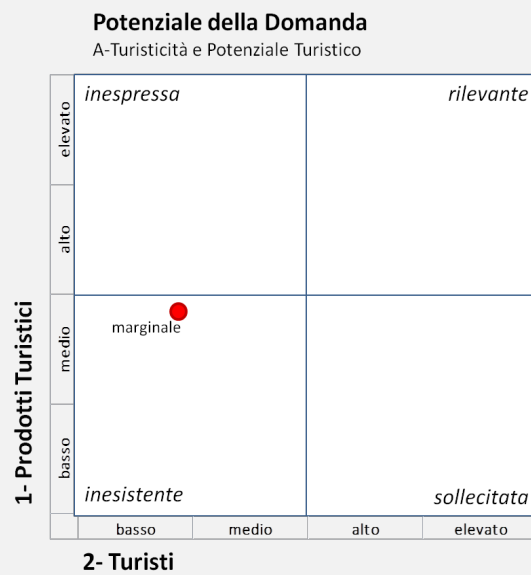 Potenziale della Domanda
A-Turisticità e Potenziale Turistico
inespressa
rilevante
elevato
alto
medio
basso
1- Prodotti Turistici
marginale
inesistente
sollecitata
basso
medio
alto
elevato
2- Turisti